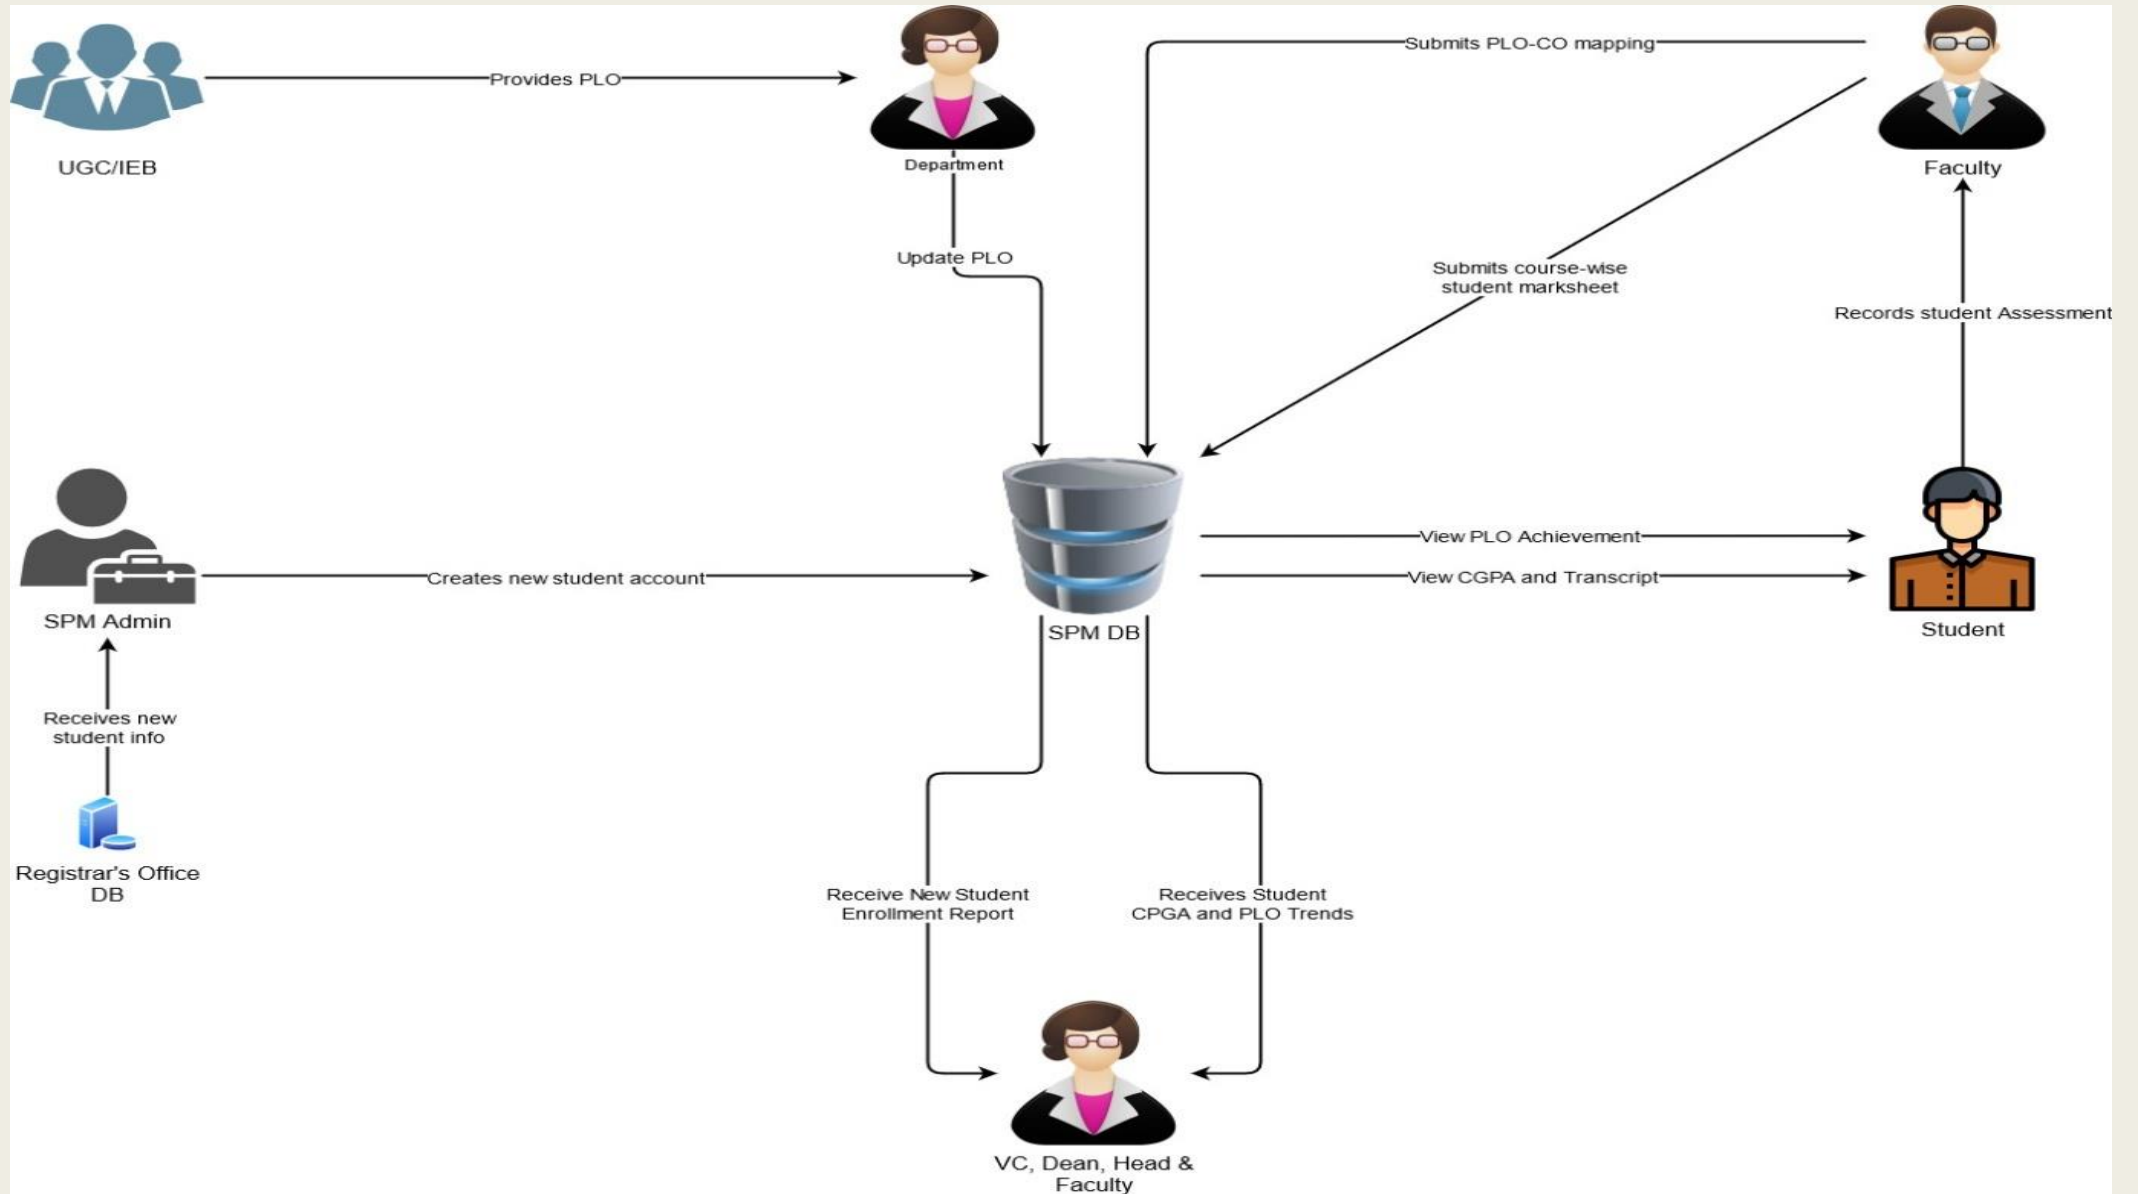 Submits PLO-CO mapping
Provides PLO
UGC/IEB
Department
Faculty
Update PLO
Submits course-wise
student marksheet
Records student Assessment
View PLO Achievement
Creates new student account
View CGPA and Transcript
SPM Admin
SPM DB
Student
Receives new
student info
Registrar's Office
DB
Receive New Student
Enrollment Report
Receives Student
CPGA and PLO Trends
VC, Dean, Head &
Faculty